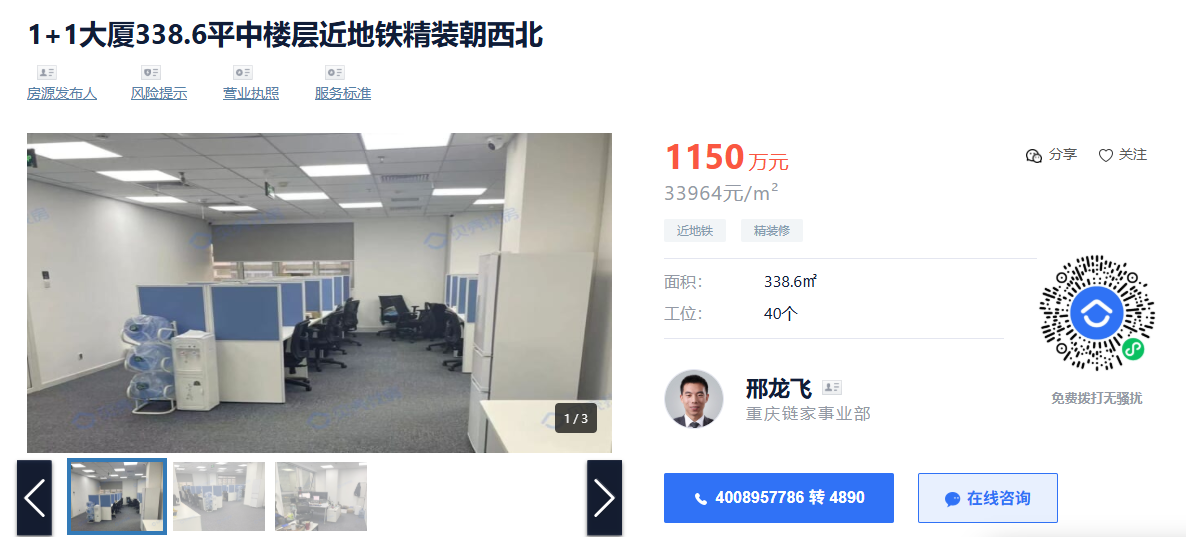 1+1大厦338.6平中楼层近地铁精装朝西北
房源发布人 风险提示 营业执照 服务标准
1150万元
分享 关注
33964元/m²
近地铁 精装修
面积: 338.6㎡
工位: 40个
邢龙飞
重庆链家事业部
免费拨打无骚扰
1 / 3
4008957786 转 4890
在线咨询